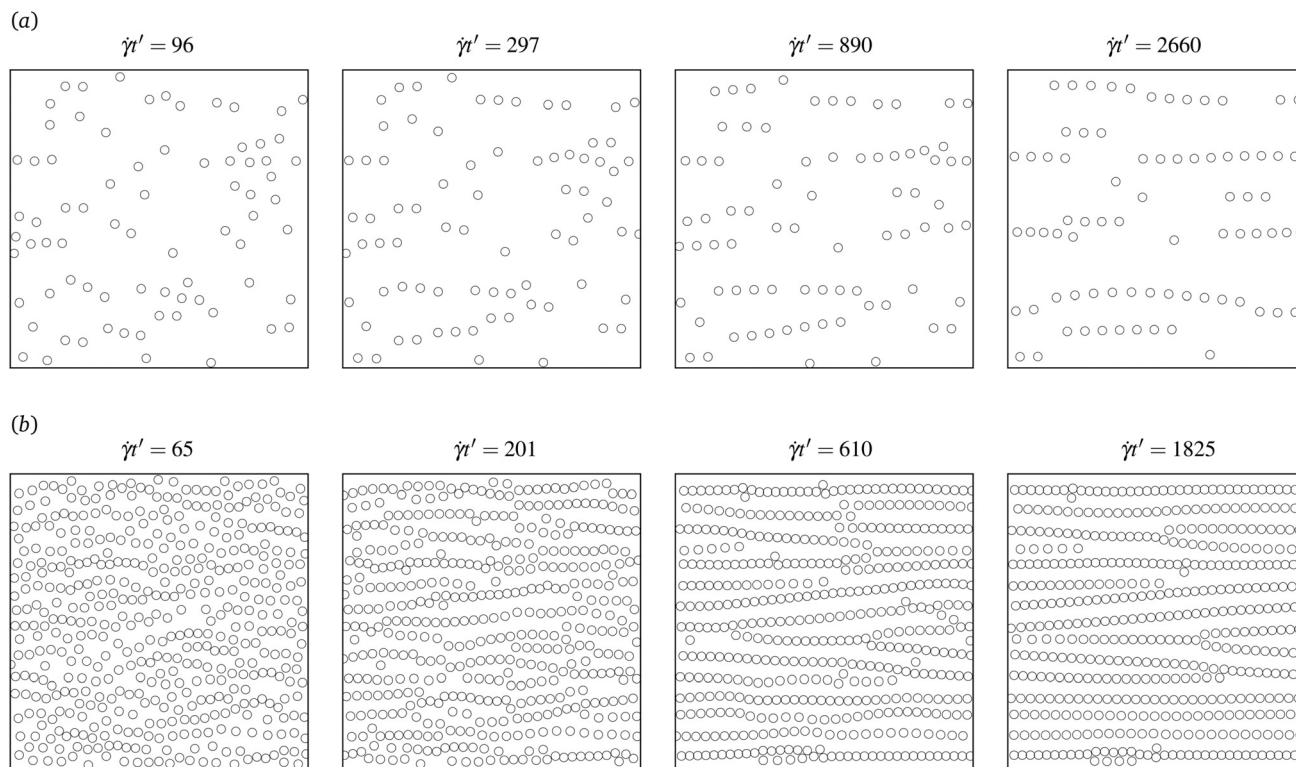 (a)
γ̇t′ = 96 γ̇t′ = 297 γ̇t′ = 890 γ̇t′ = 2660
(b)
γ̇t′ = 65 γ̇t′ = 201 γ̇t′ = 610 γ̇t′ = 1825